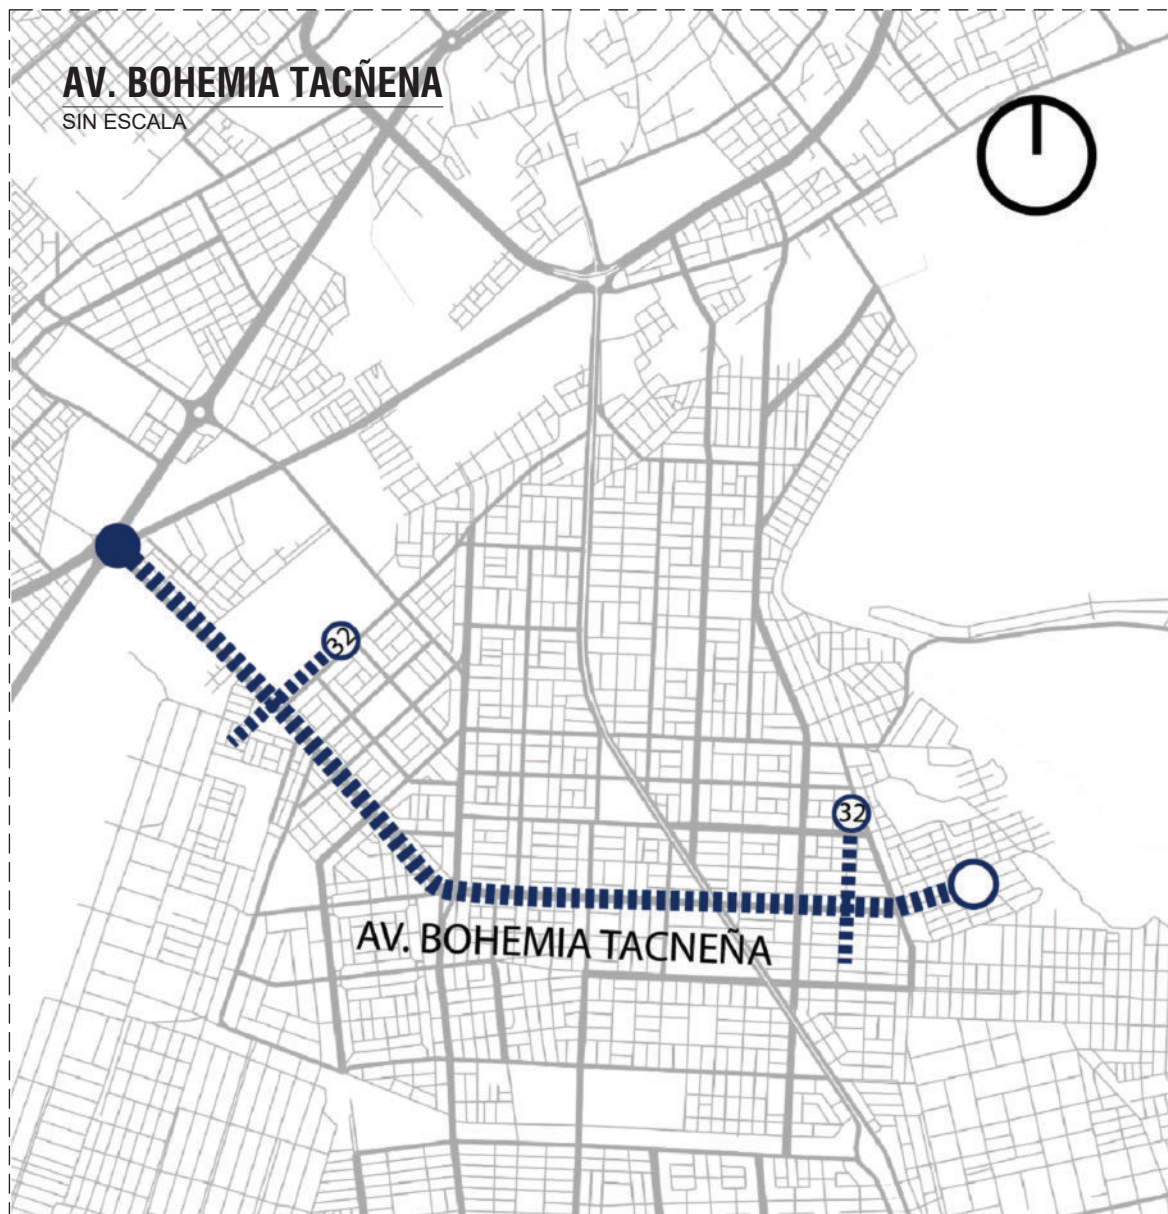 AV. BOHEMIA TACÑENA
SIN ESCALA
32
32
AV. BOHEMIA TACNEÑA